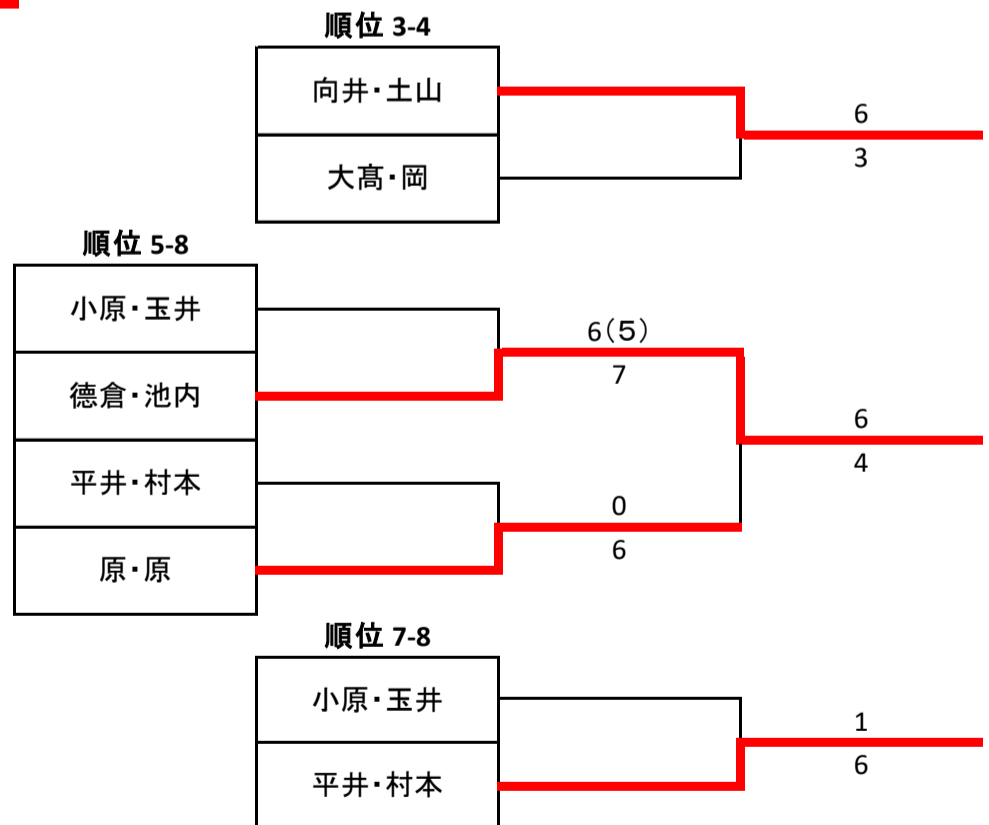 順位 3-4
向井・土山
6
3
大髙・岡
順位 5-8
小原・玉井
6(5)
7
德倉・池内
6
4
平井・村本
0
6
原・原
順位 7-8
小原・玉井
1
6
平井・村本